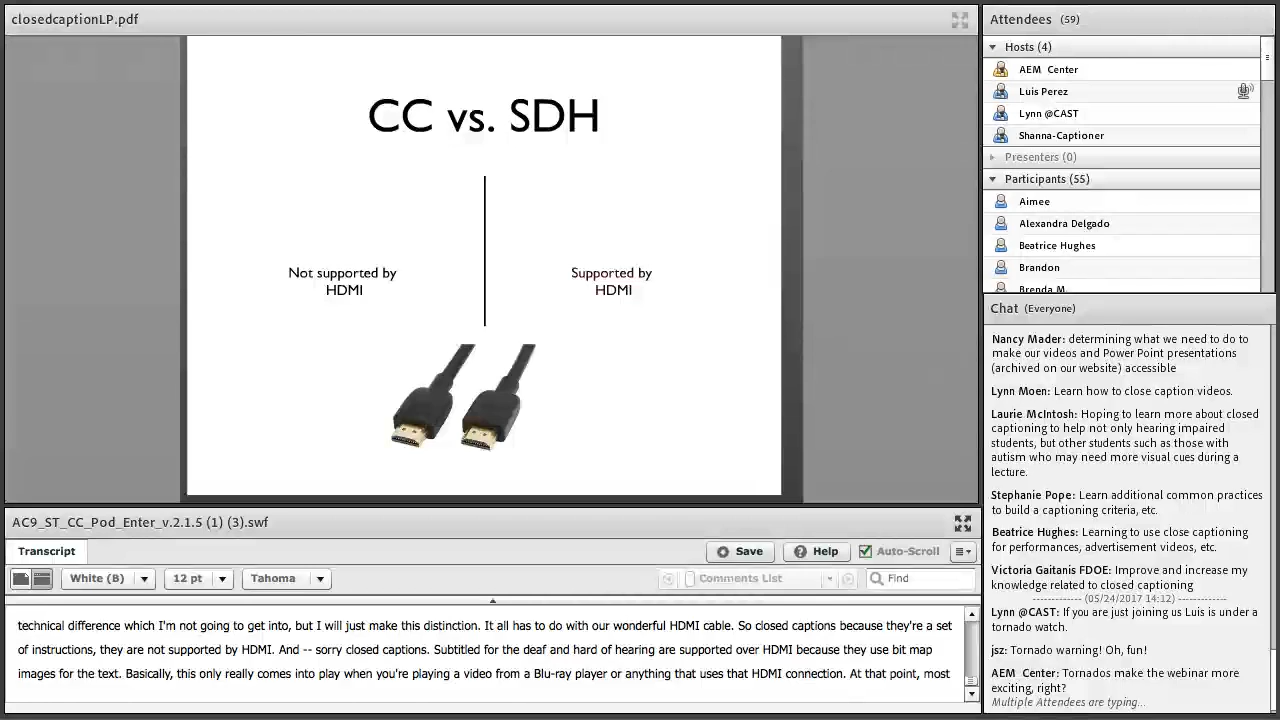 closedcaptionLP.pdf
CC vs. SDH
Not supported by
HDMI
Supported by
HDMI
AC9_ST_CC_Pod_Enter_v.2.1.5 (1) (3).swf
Transcript
Save
Help
Auto-Scroll
White (B)
12 pt
Tahoma
Comments List
Find
technical difference which I'm not going to get into, but I will just make this distinction. It all has to do with our wonderful HDMI cable. So closed captions because they're a set
of instructions, they are not supported by HDMI. And -- sorry closed captions. Subtitled for the deaf and hard of hearing are supported over HDMI because they use bit map
images for the text. Basically, this only really comes into play when you're playing a video from a Blu-ray player or anything that uses that HDMI connection. At that point, most
Attendees (59)
Hosts (4)
AEM Center
Luis Perez
Lynn @CAST
Shanna-Captioner
Presenters (0)
Participants (55)
Aimee
Alexandra Delgado
Beatrice Hughes
Brandon
Brenda M.
Chat (Everyone)
Nancy Mader: determining what we need to do to
make our videos and Power Point presentations
(archived on our website) accessible
Lynn Moen: Learn how to close caption videos.
Laurie McIntosh: Hoping to learn more about closed
captioning to help not only hearing impaired
students, but other students such as those with
autism who may need more visual cues during a
lecture.
Stephanie Pope: Learn additional common practices
to build a captioning criteria, etc.
Beatrice Hughes: Learning to use close captioning
for performances, advertisement videos, etc.
Victoria Gaitanis FDOE: Improve and increase my
knowledge related to closed captioning
------------- (05/24/2017 14:12) -------------
Lynn @CAST: If you are just joining us Luis is under a
tornado watch.
jsz: Tornado warning! Oh, fun!
AEM Center: Tornados make the webinar more
exciting, right?
Multiple Attendees are typing...